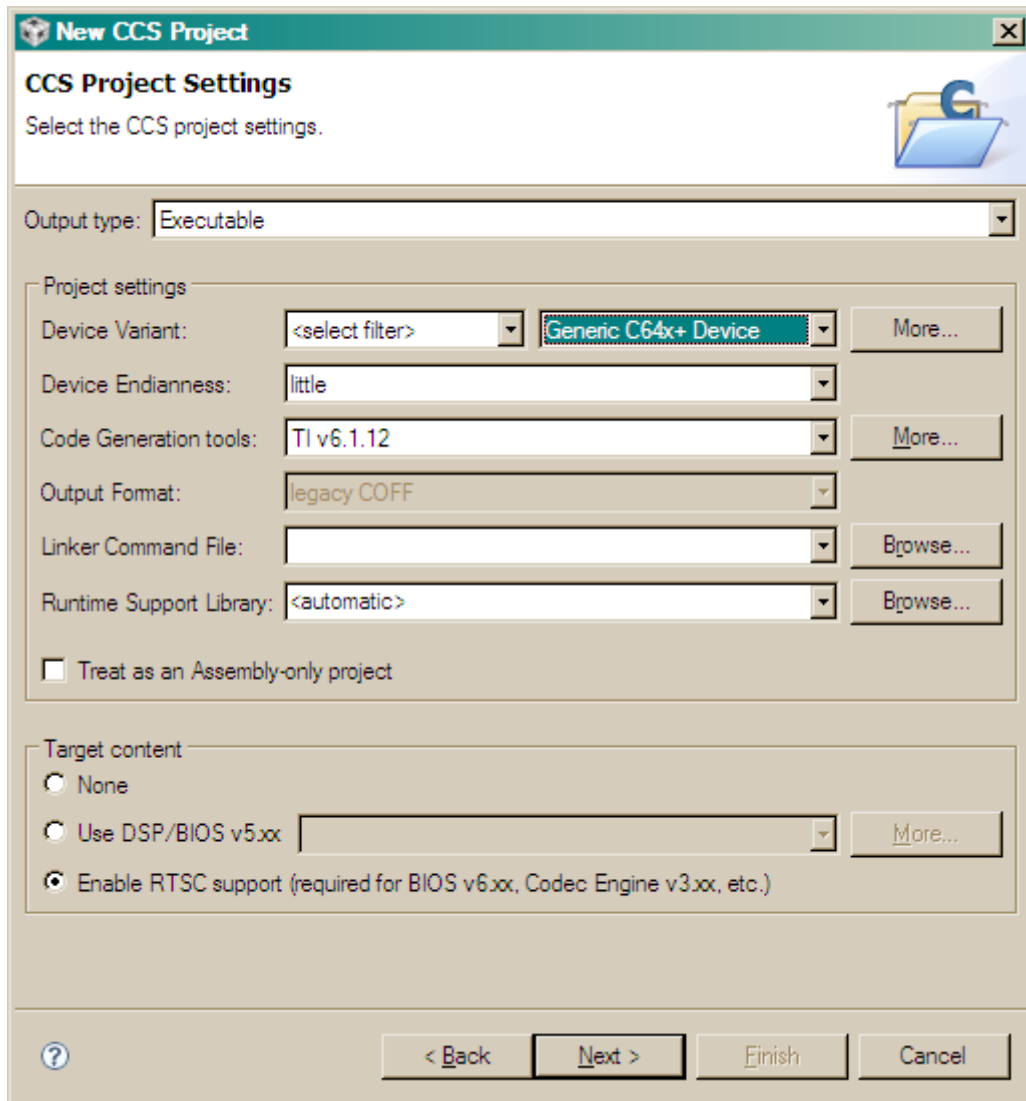 New CCS Project
CCS Project Settings
Select the CCS project settings.
Output type: Executable
Project settings
Device Variant: <select filter> Generic C64x+ Device More...
Device Endianness: little
Code Generation tools: TI v6.1.12 More...
Output Format: legacy COFF
Linker Command File: Browse...
Runtime Support Library: <automatic> Browse...
Treat as an Assembly-only project
Target content
None
Use DSP/BIOS v5.xx More...
Enable RTSC support (required for BIOS v6.xx, Codec Engine v3.xx, etc.)
? < Back Next > Finish Cancel